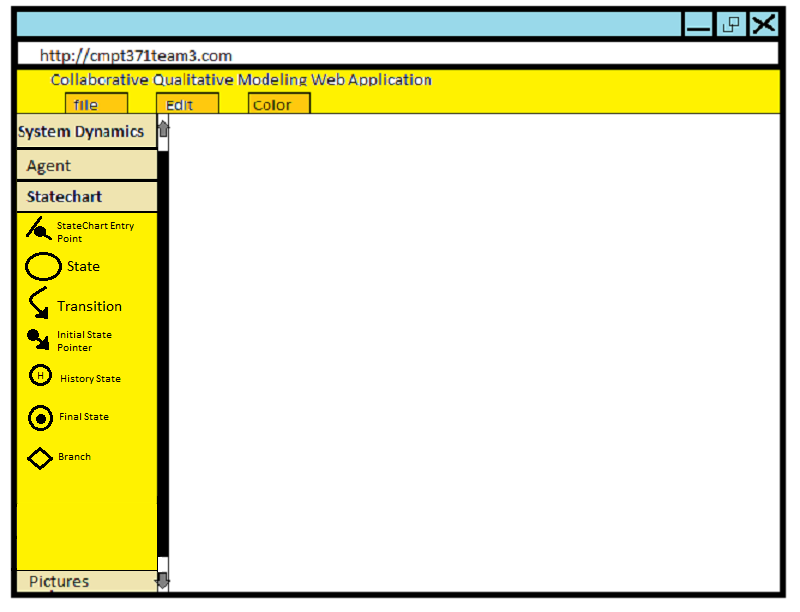 http://cmpt371team3.com
Collaborative Qualitative Modeling Web Application
file
Edit
Color
System Dynamics
Agent
Statechart
StateChart Entry
Point
State
Transition
Initial State
Pointer
H
History State
Final State
Branch
Pictures